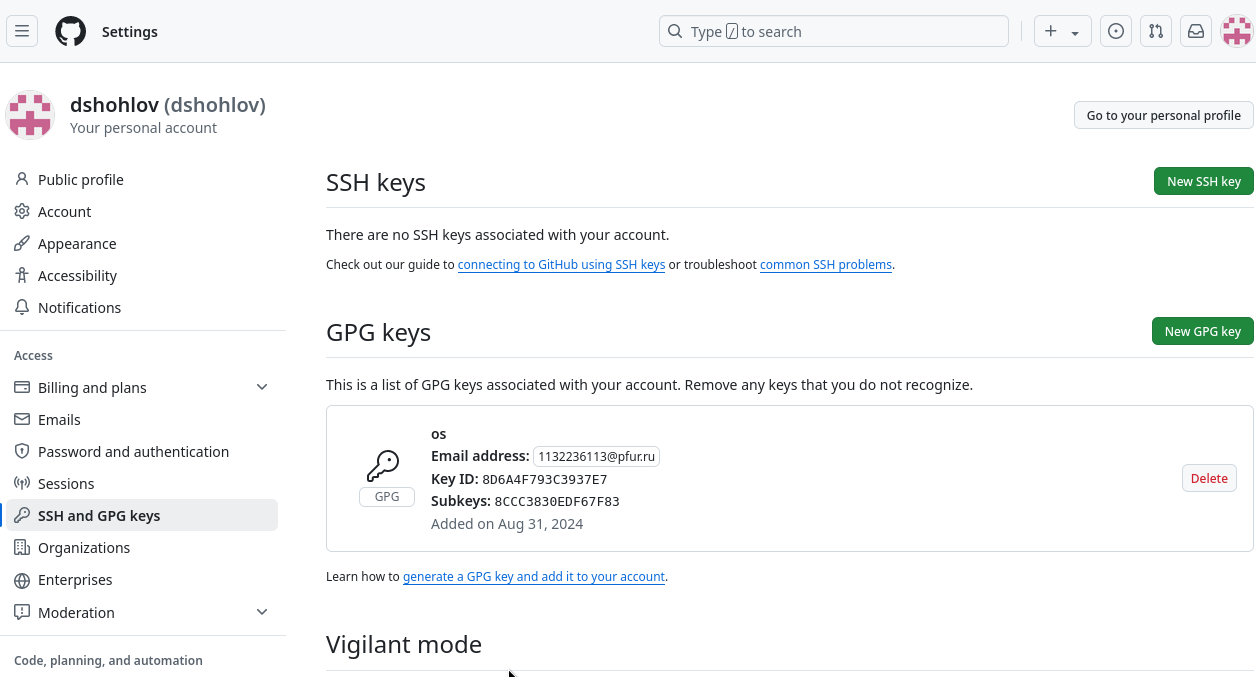 Settings
Type / to search
dshohlov (dshohlov)
Your personal account
Go to your personal profile
Public profile
Account
Appearance
Accessibility
Notifications
Access
Billing and plans
Emails
Password and authentication
Sessions
SSH and GPG keys
Organizations
Enterprises
Moderation
Code, planning, and automation
SSH keys
New SSH key
There are no SSH keys associated with your account.
Check out our guide to connecting to GitHub using SSH keys or troubleshoot common SSH problems.
GPG keys
New GPG key
This is a list of GPG keys associated with your account. Remove any keys that you do not recognize.
os
Email address: 1132236113@pfur.ru
Key ID: 8D6A4F793C3937E7
Subkeys: 8CCC3830EDF67F83
Added on Aug 31, 2024
GPG
Delete
Learn how to generate a GPG key and add it to your account.
Vigilant mode